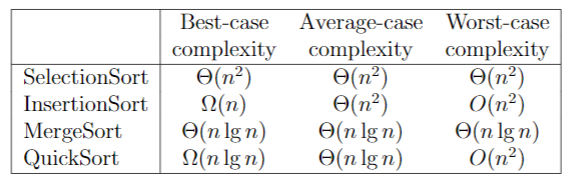 Best-case Average-case Worst-case
complexity complexity complexity
SelectionSort Θ(n²) Θ(n²) Θ(n²)
InsertionSort Ω(n) Θ(n²) O(n²)
MergeSort Θ(n lg n) Θ(n lg n) Θ(n lg n)
QuickSort Ω(n lg n) Θ(n lg n) O(n²)